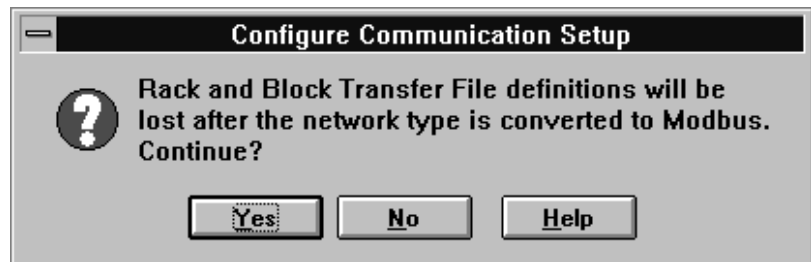 Configure Communication Setup
Rack and Block Transfer File definitions will be
lost after the network type is converted to Modbus.
Continue?
Yes No Help